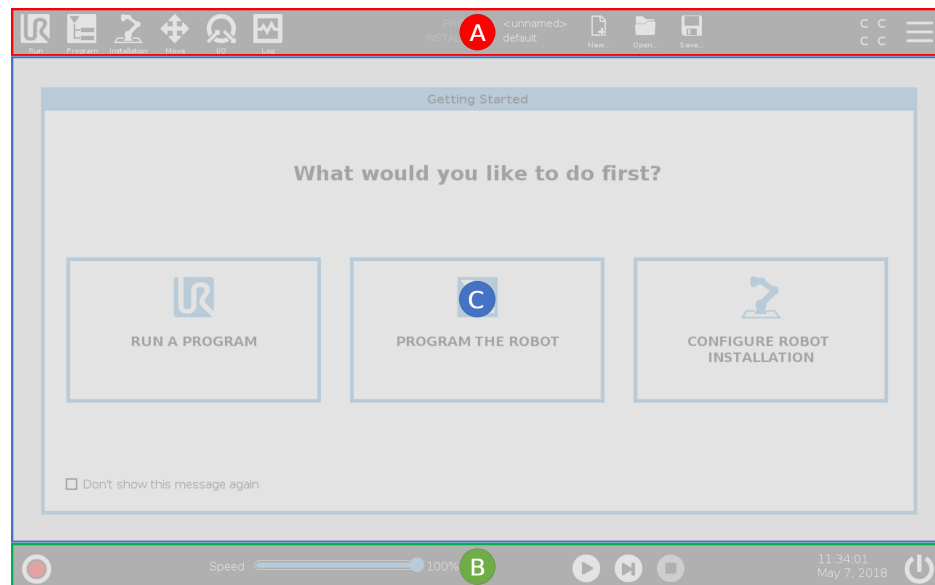 PR <unnamed>
INSTAL default
C C
C C
Run Program Installation Move I/O Log
New... Open... Save...
A
Getting Started
What would you like to do first?
C
RUN A PROGRAM
PROGRAM THE ROBOT
CONFIGURE ROBOT
INSTALLATION
Don't show this message again
Speed 100%
B
11:34:01
May 7, 2018